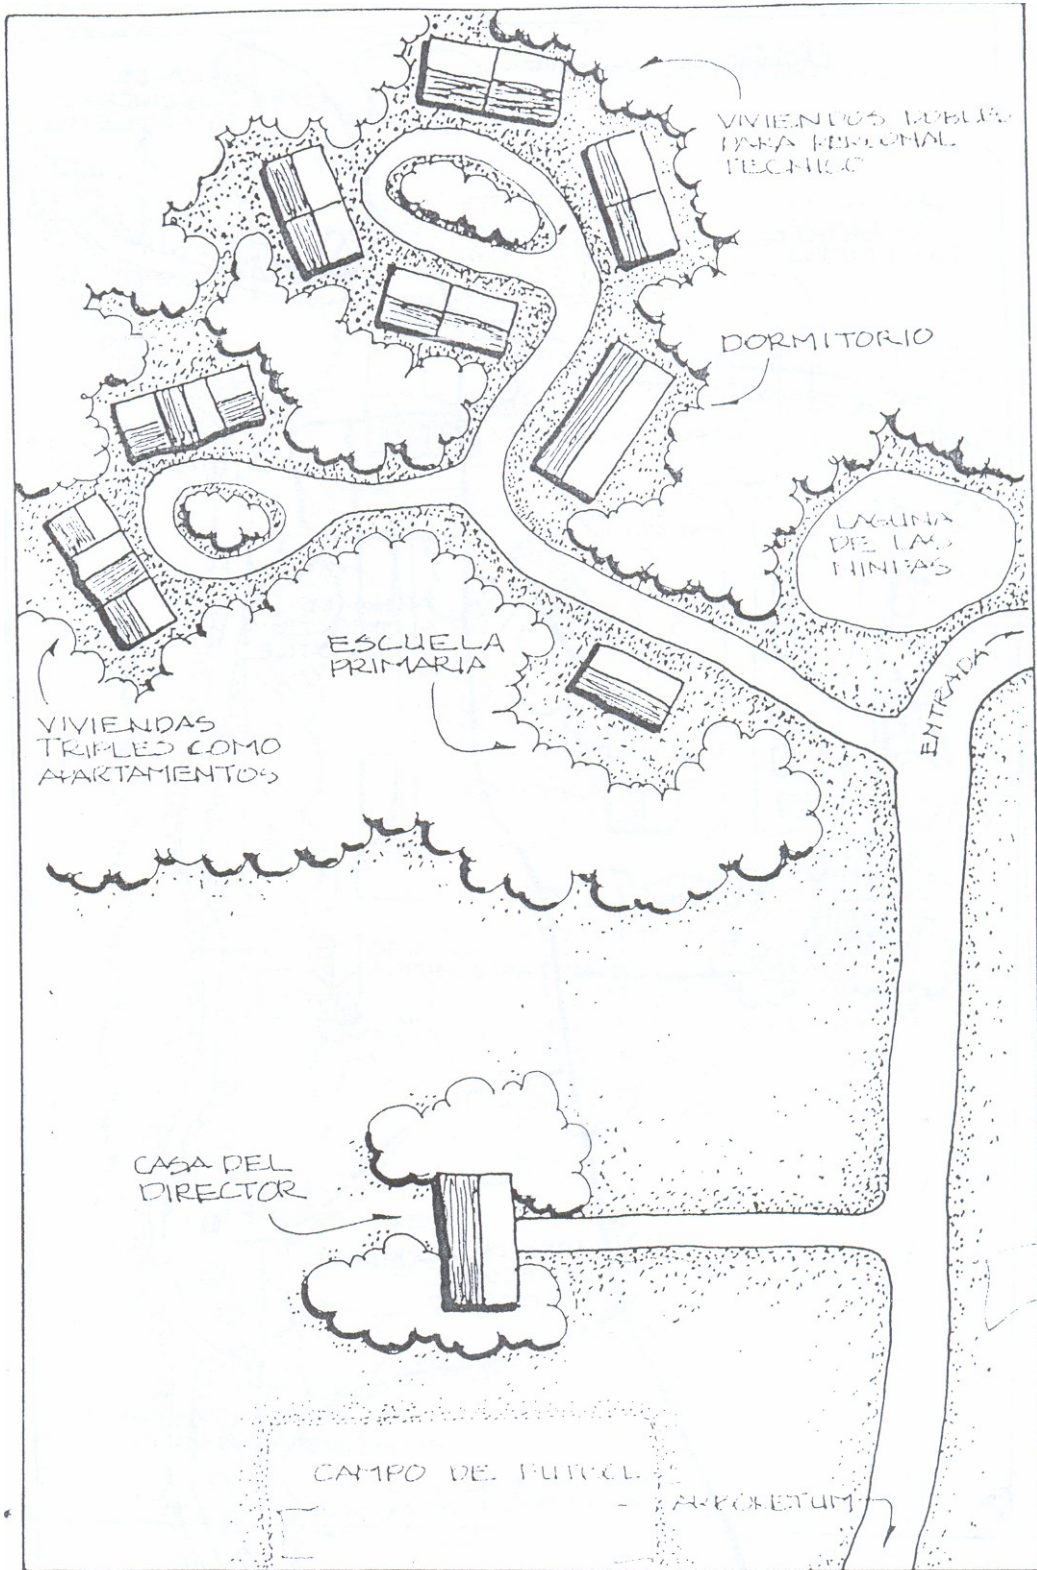 VIVIENDOS DOBLES
PARA PERSONAL
TECNICO
DORMITORIO
LAGUNA
DE LAS
NINFAS
ENTRADA
ESCUELA
PRIMARIA
VIVIENDAS
TRIPLES COMO
APARTAMENTOS
CASA DEL
DIRECTOR
CAMPO DE FUTBOL
ARBORETUM